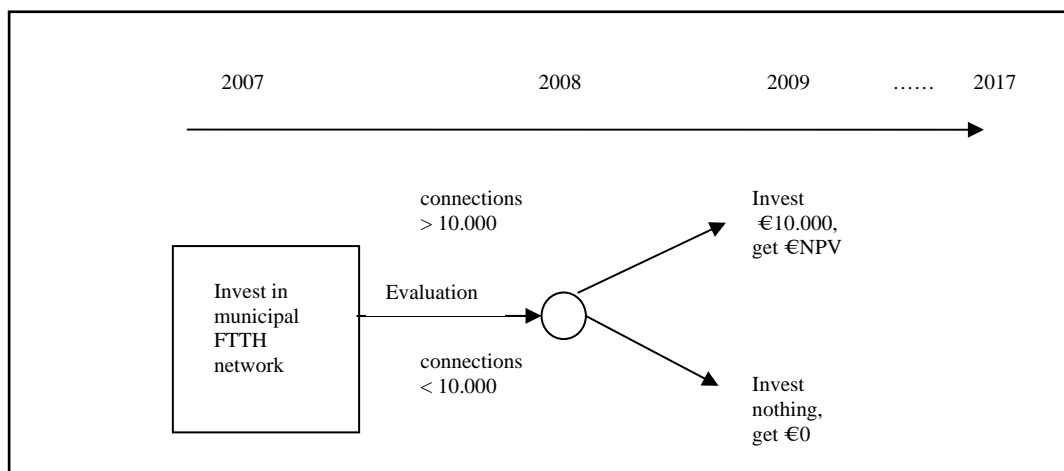 2007 2008 2009 …… 2017
connections
> 10.000
Invest
€10.000,
get €NPV
Invest in
municipal
FTTH
network
Evaluation
connections
< 10.000
Invest
nothing,
get €0